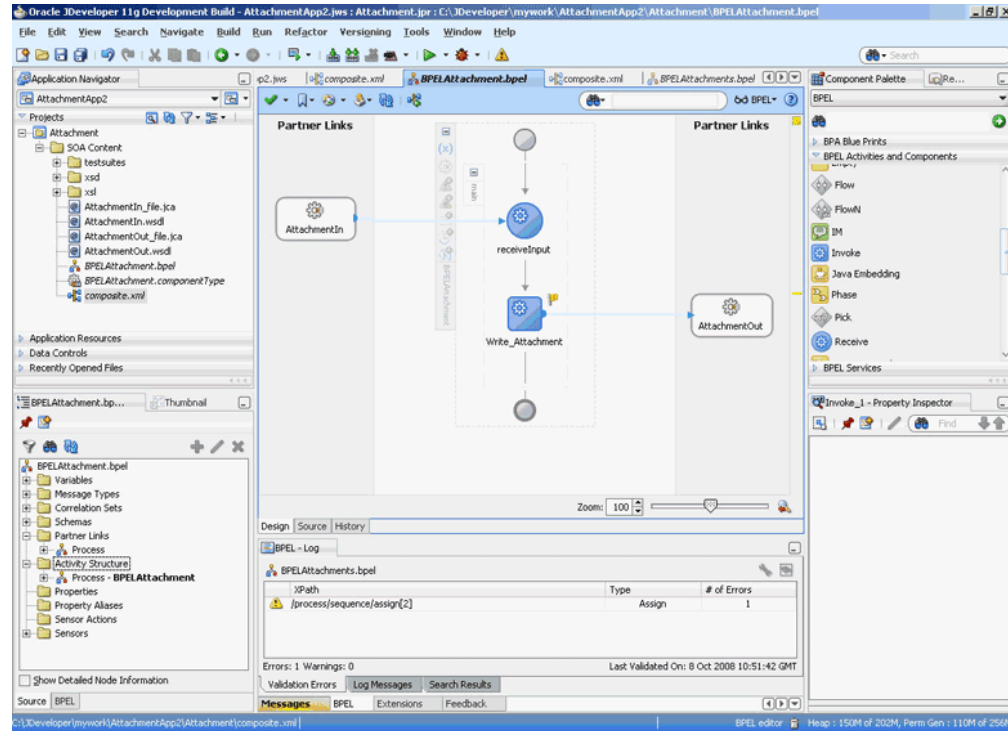 Oracle JDeveloper 11g Development Build - AttachmentApp2.jws : Attachment.jpr : C:\JDeveloper\mywork\AttachmentApp2\Attachment\BPELAttachment.bpel
File Edit View Search Navigate Build Run Refactor Versioning Tools Window Help
Search
Application Navigator
AttachmentApp2
Projects
Attachment
SOA Content
testsuites
xsd
xsl
AttachmentIn_file.jca
AttachmentIn.wsdl
AttachmentOut_file.jca
AttachmentOut.wsdl
BPELAttachment.bpel
BPELAttachment.componentType
composite.xml
Application Resources
Data Controls
Recently Opened Files
BPELAttachment.bp... Thumbnail
BPELAttachment.bpel
Variables
Message Types
Correlation Sets
Schemas
Partner Links
Process
Activity Structure
Process - BPELAttachment
Properties
Property Aliases
Sensor Actions
Sensors
Show Detailed Node Information
Source BPEL
p2.jws composite.xml BPELAttachment.bpel composite.xml BPELAttachments.bpel
BPEL
Partner Links Partner Links
(x)
main
AttachmentIn
receiveInput
BPELAttachment
Write_Attachment
AttachmentOut
Zoom: 100
Design Source History
BPEL - Log
BPELAttachments.bpel
XPath Type # of Errors
/process/sequence/assign[2] Assign 1
Errors: 1 Warnings: 0 Last Validated On: 8 Oct 2008 10:51:42 GMT
Validation Errors Log Messages Search Results
Messages BPEL Extensions Feedback
Component Palette Re...
BPEL
BPA Blue Prints
BPEL Activities and Components
Empty
Flow
FlowN
IM
Invoke
Java Embedding
Phase
Pick
Receive
BPEL Services
Invoke_1 - Property Inspector
Find
C:\JDeveloper\mywork\AttachmentApp2\Attachment\composite.xml
BPEL editor Heap : 150M of 202M, Perm Gen : 110M of 256M